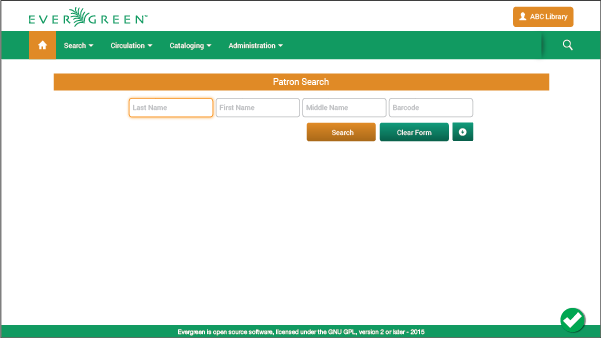 EVERGREEN™
ABC Library
Search Circulation Cataloging Administration
Patron Search
Last Name First Name Middle Name Barcode
Search Clear Form
Evergreen is open source software, licensed under the GNU GPL, version 2 or later - 2015